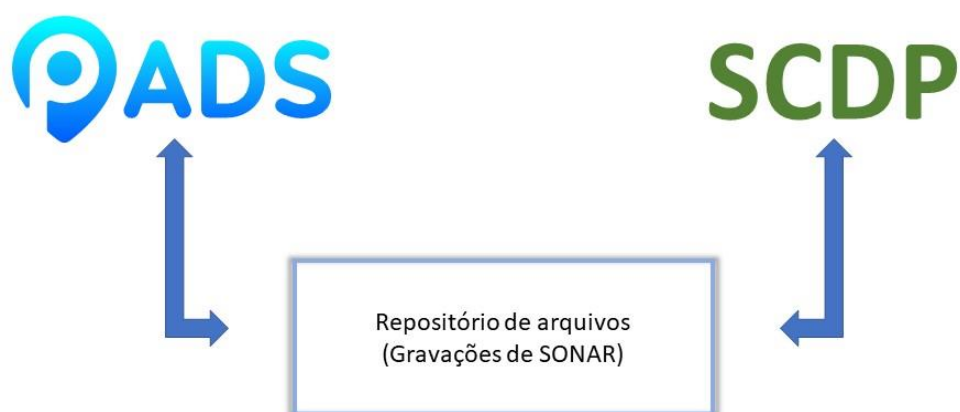 PADS
SCDP
Repositório de arquivos
(Gravações de SONAR)